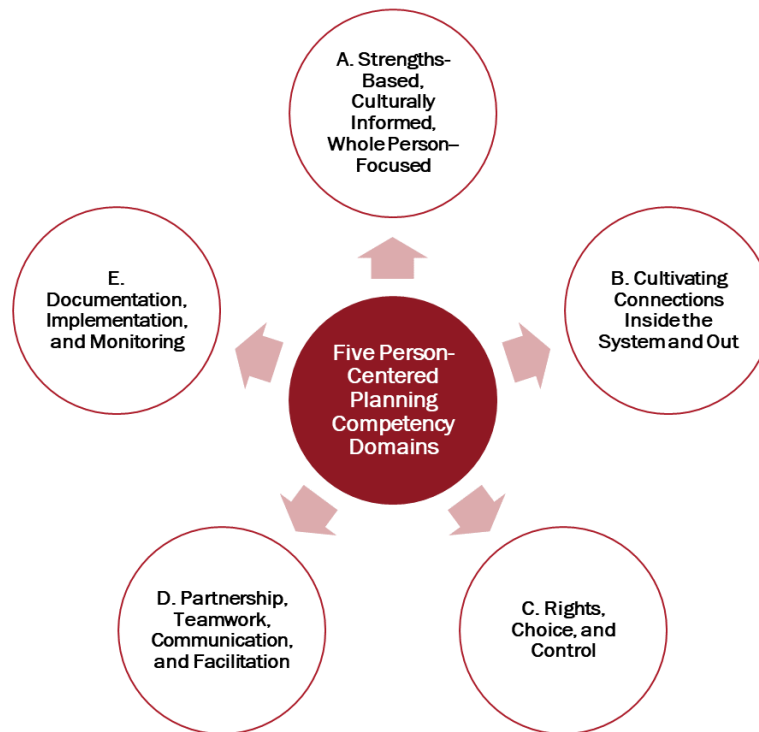 A. Strengths-
Based,
Culturally
Informed,
Whole Person–
Focused
B. Cultivating
Connections
Inside the
System and Out
C. Rights,
Choice, and
Control
D. Partnership,
Teamwork,
Communication,
and Facilitation
E.
Documentation,
Implementation,
and Monitoring
Five Person-
Centered
Planning
Competency
Domains